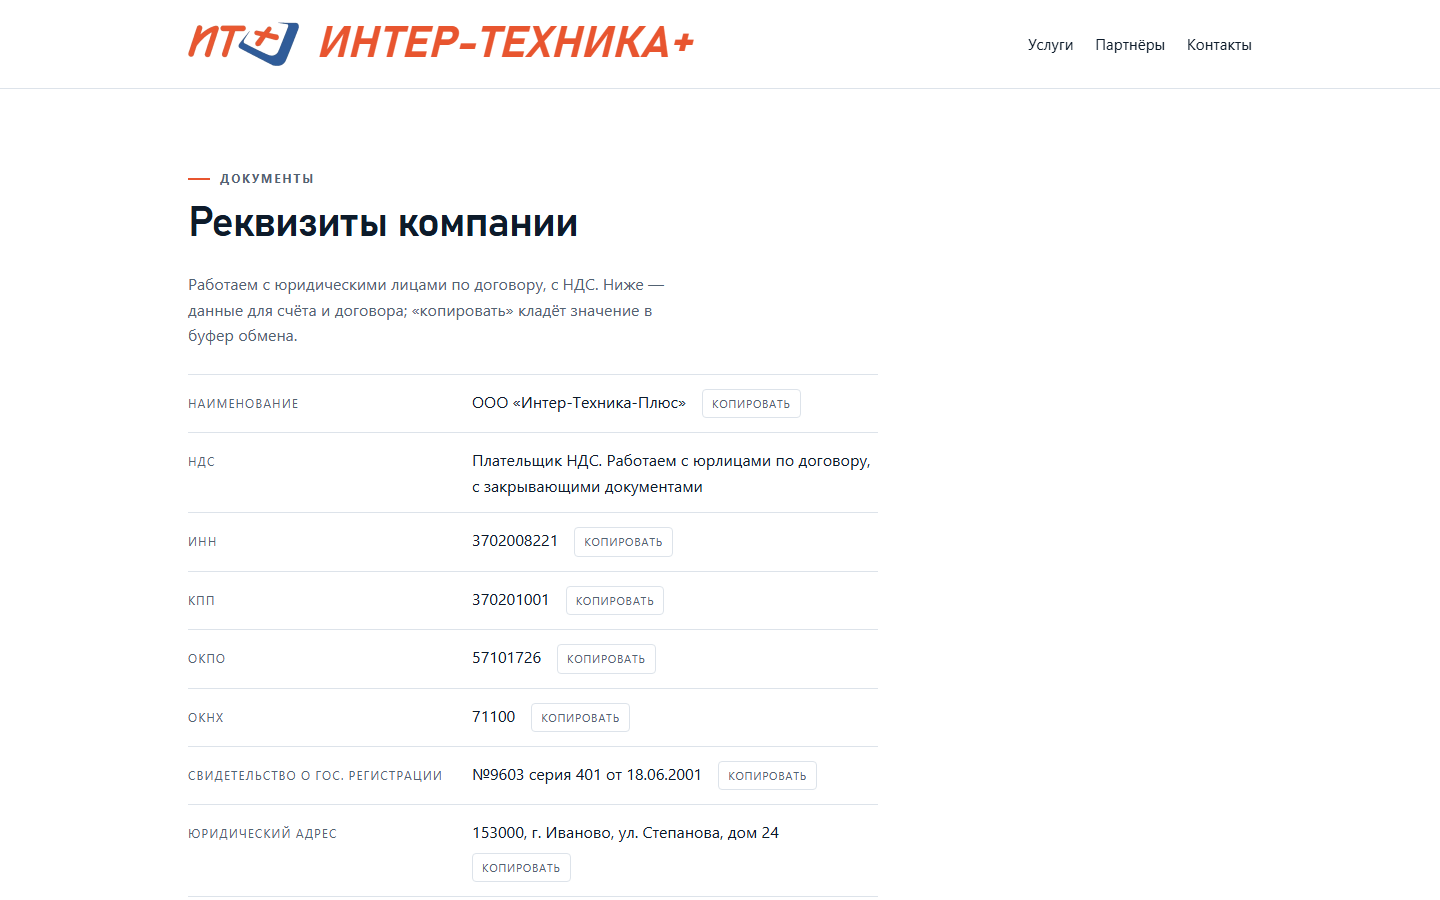 ИТ+ ИНТЕР-ТЕХНИКА+
Услуги Партнёры Контакты
ДОКУМЕНТЫ
Реквизиты компании
Работаем с юридическими лицами по договору, с НДС. Ниже —
данные для счёта и договора; «копировать» кладёт значение в
буфер обмена.
НАИМЕНОВАНИЕ ООО «Интер-Техника-Плюс» КОПИРОВАТЬ
НДС Плательщик НДС. Работаем с юрлицами по договору,
с закрывающими документами
ИНН 3702008221 КОПИРОВАТЬ
КПП 370201001 КОПИРОВАТЬ
ОКПО 57101726 КОПИРОВАТЬ
ОКНХ 71100 КОПИРОВАТЬ
СВИДЕТЕЛЬСТВО О ГОС. РЕГИСТРАЦИИ №9603 серия 401 от 18.06.2001 КОПИРОВАТЬ
ЮРИДИЧЕСКИЙ АДРЕС 153000, г. Иваново, ул. Степанова, дом 24
КОПИРОВАТЬ